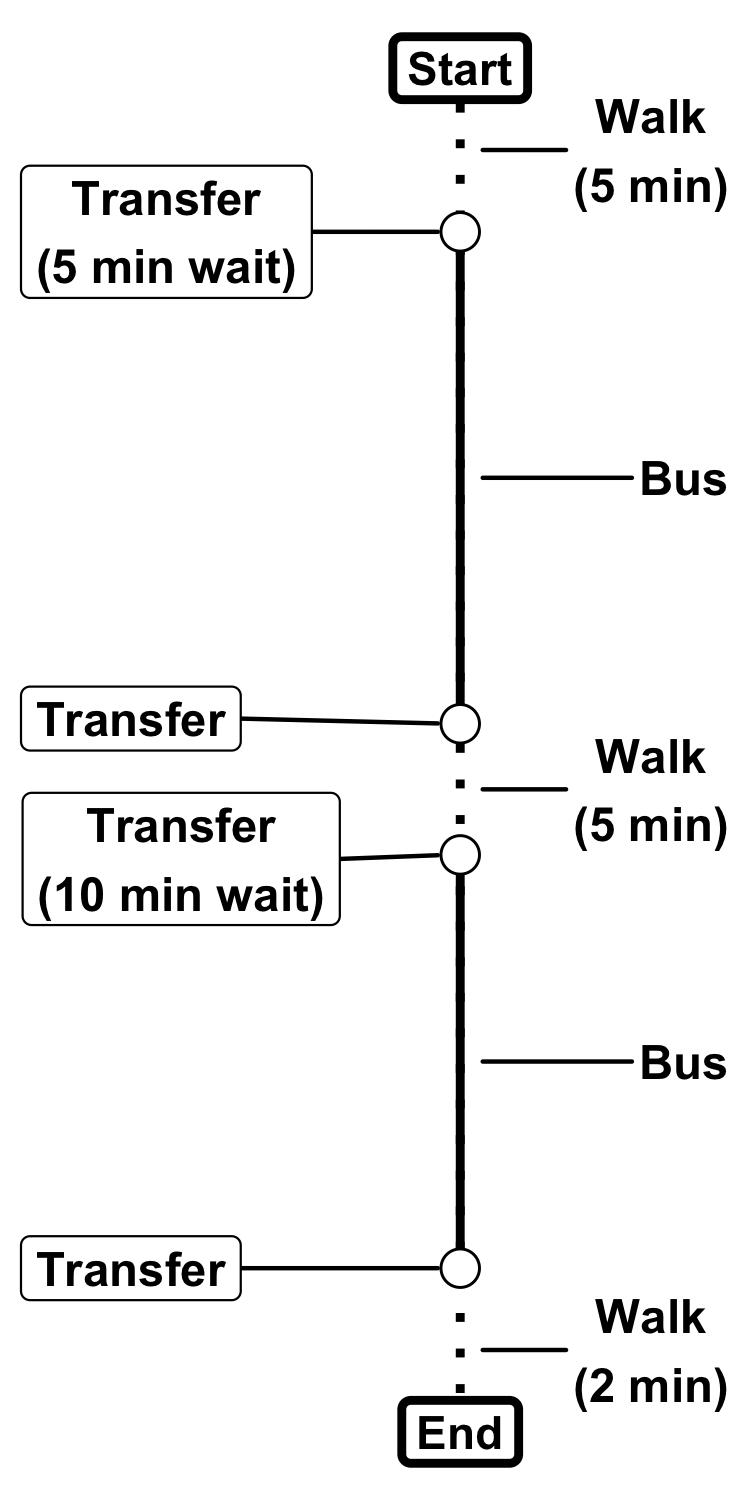 Start
Walk
(5 min)
Transfer
(5 min wait)
Bus
Transfer
Walk
(5 min)
Transfer
(10 min wait)
Bus
Transfer
Walk
(2 min)
End